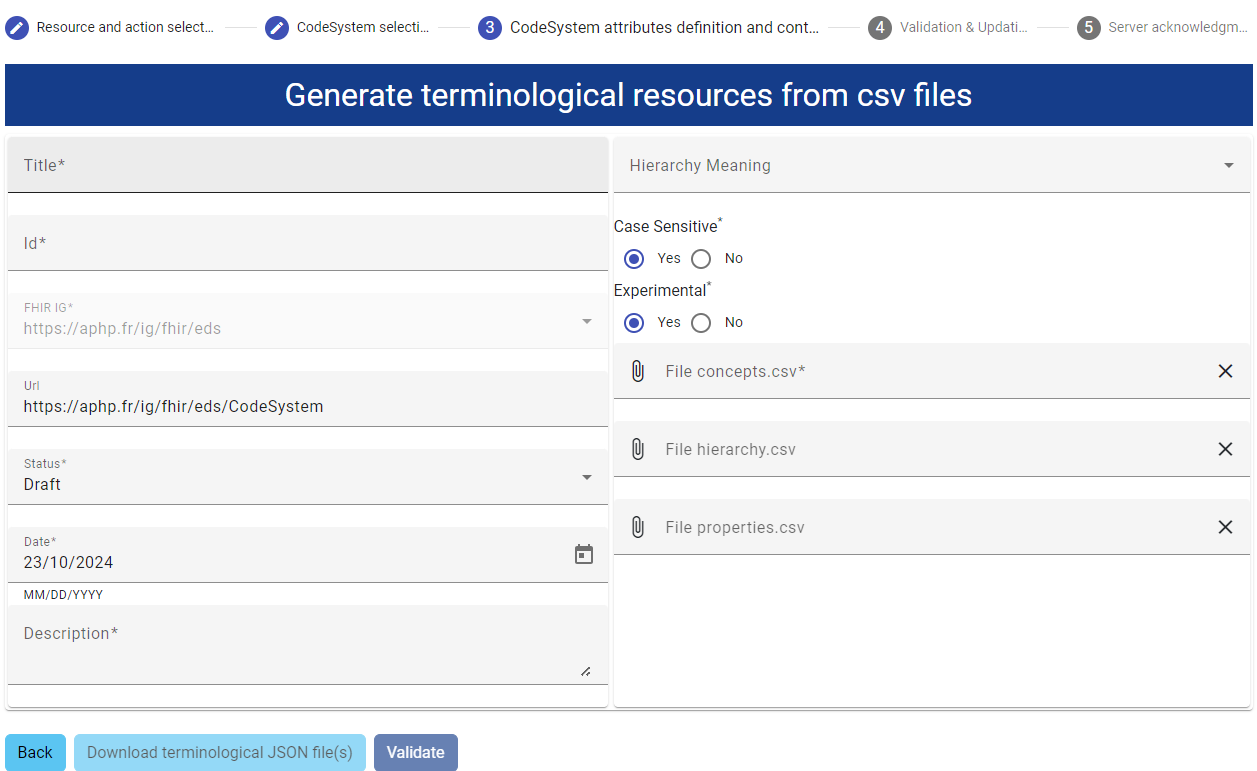 Resource and action select...
CodeSystem selecti...
3 CodeSystem attributes definition and cont...
4 Validation & Updati...
5 Server acknowledgm...
Generate terminological resources from csv files
Title*
Id*
FHIR IG*
https://aphp.fr/ig/fhir/eds
Url
https://aphp.fr/ig/fhir/eds/CodeSystem
Status*
Draft
Date*
23/10/2024
MM/DD/YYYY
Description*
Hierarchy Meaning
Case Sensitive*
Yes No
Experimental*
Yes No
File concepts.csv*
File hierarchy.csv
File properties.csv
Back
Download terminological JSON file(s)
Validate